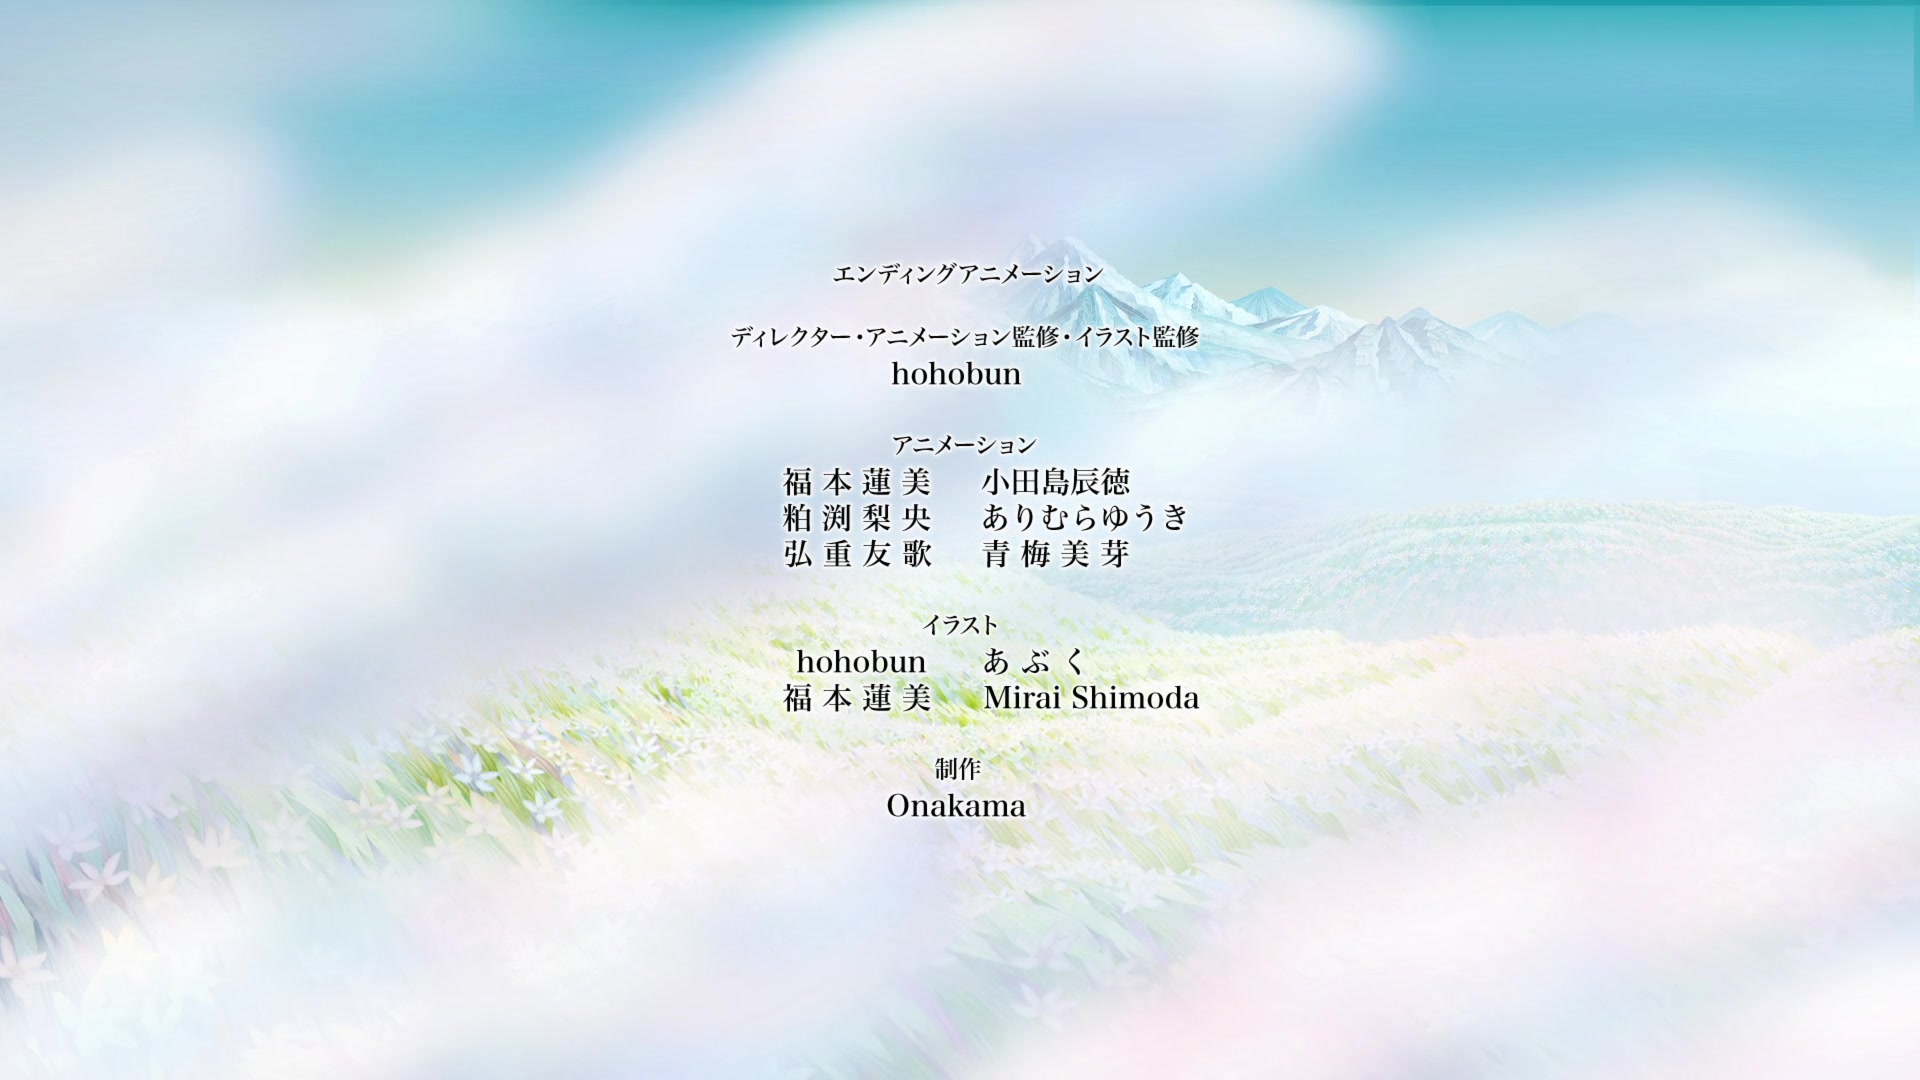 エンディングアニメーション
ディレクター・アニメーション監修・イラスト監修
hohobun
アニメーション
福本蓮美　小田島辰徳
粕渕梨央　ありむらゆうき
弘重友歌　青梅美芽
イラスト
hohobun　あぶく
福本蓮美　Mirai Shimoda
制作
Onakama